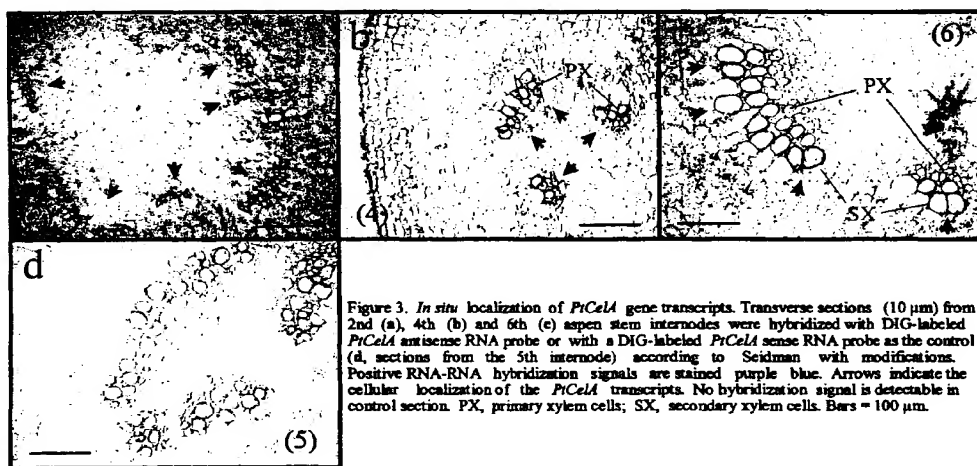 b
PX
(4)
(6)
PX
SX
d
(5)
Figure 3. In situ localization of PtCelA gene transcripts. Transverse sections (10 μm) from
2nd (a), 4th (b) and 6th (c) aspen stem internodes were hybridized with DIG-labeled
PtCelA antisense RNA probe or with a DIG-labeled PtCelA sense RNA probe as the control
(d, sections from the 5th internode) according to Seidman with modifications.
Positive RNA-RNA hybridization signals are stained purple blue. Arrows indicate the
cellular localization of the PtCelA transcripts. No hybridization signal is detectable in
control section. PX, primary xylem cells; SX, secondary xylem cells. Bars = 100 μm.